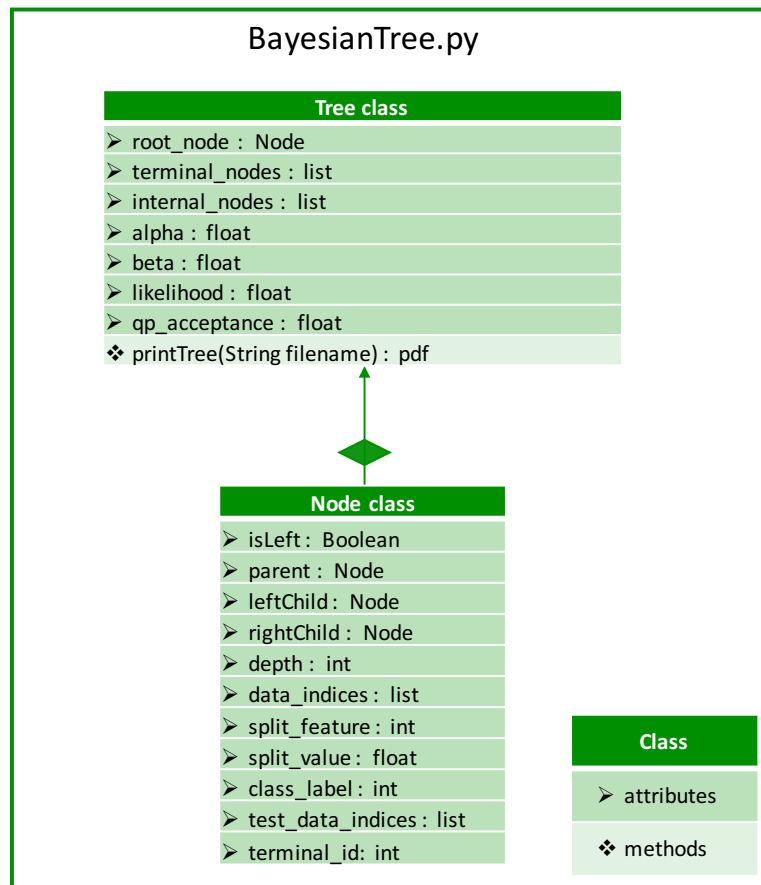 BayesianTree.py
Tree class
➢ root_node : Node
➢ terminal_nodes : list
➢ internal_nodes : list
➢ alpha : float
➢ beta : float
➢ likelihood : float
➢ qp_acceptance : float
❖ printTree(String filename) : pdf
Node class
➢ isLeft : Boolean
➢ parent : Node
➢ leftChild : Node
➢ rightChild : Node
➢ depth : int
➢ data_indices : list
➢ split_feature : int
➢ split_value : float
➢ class_label : int
➢ test_data_indices : list
➢ terminal_id: int
Class
➢ attributes
❖ methods